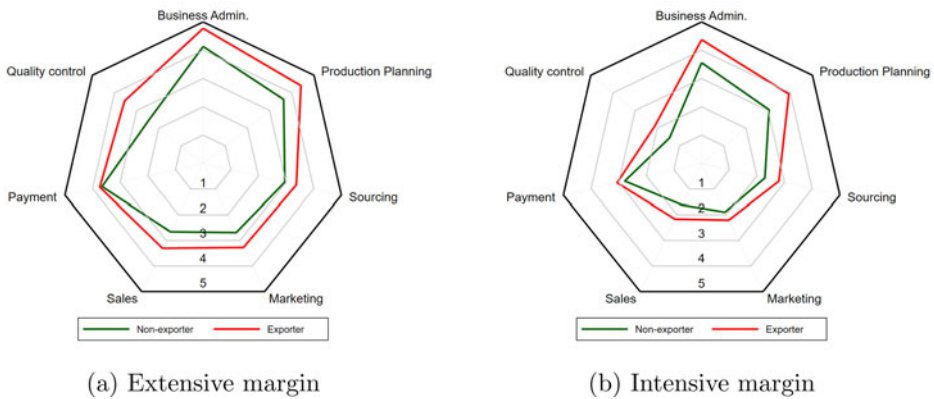 Business Admin.
Quality control
Production Planning
1
Payment
Sourcing
2
3
4
5
Sales
Marketing
Non-exporter
Exporter
(a) Extensive margin
Business Admin.
Quality control
Production Planning
1
Payment
Sourcing
2
3
4
5
Sales
Marketing
Non-exporter
Exporter
(b) Intensive margin